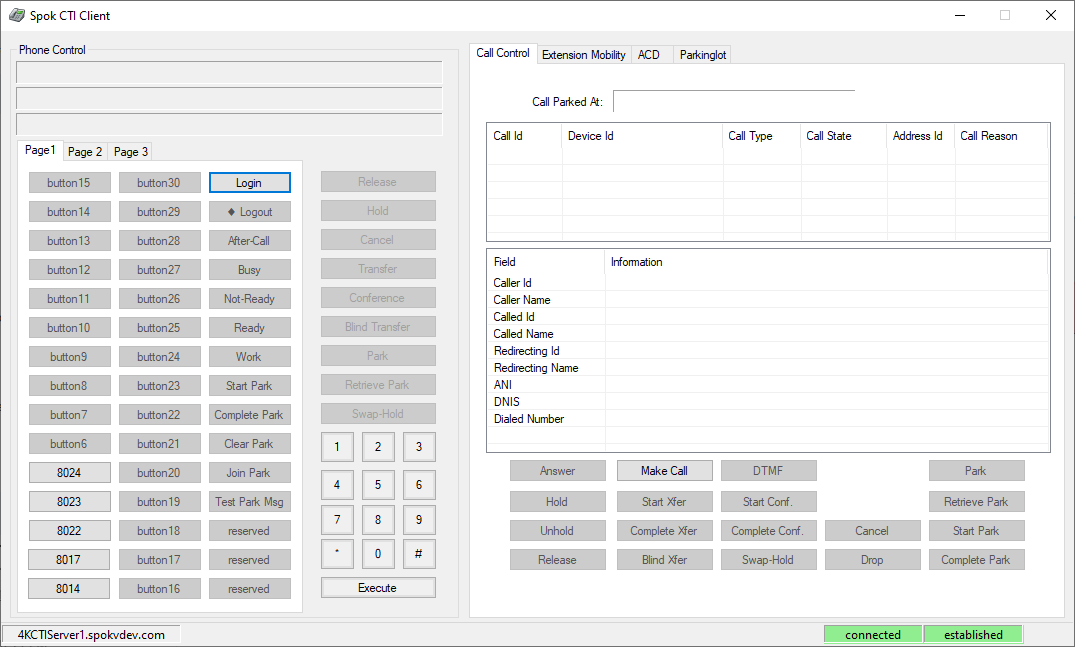 Spok CTI Client
Phone Control
Page1 Page 2 Page 3
button15 button30 Login
button14 button29 ♦ Logout
button13 button28 After-Call
button12 button27 Busy
button11 button26 Not-Ready
button10 button25 Ready
button9 button24 Work
button8 button23 Start Park
button7 button22 Complete Park
button6 button21 Clear Park
8024 button20 Join Park
8023 button19 Test Park Msg
8022 button18 reserved
8017 button17 reserved
8014 button16 reserved
Release
Hold
Cancel
Transfer
Conference
Blind Transfer
Park
Retrieve Park
Swap-Hold
1 2 3
4 5 6
7 8 9
* 0 #
Execute
Call Control Extension Mobility ACD Parkinglot
Call Parked At:
Call Id Device Id Call Type Call State Address Id Call Reason
Field Information
Caller Id
Caller Name
Called Id
Called Name
Redirecting Id
Redirecting Name
ANI
DNIS
Dialed Number
Answer Make Call DTMF Park
Hold Start Xfer Start Conf. Retrieve Park
Unhold Complete Xfer Complete Conf. Cancel Start Park
Release Blind Xfer Swap-Hold Drop Complete Park
4KCTIServer1.spokvdev.com connected established